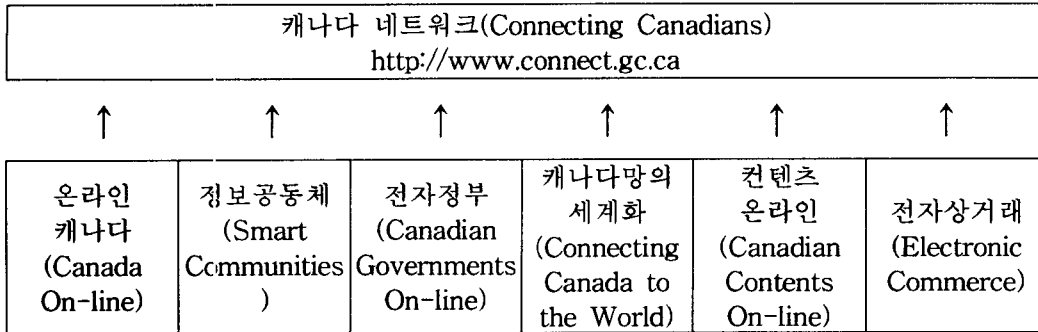 캐나다 네트워크(Connecting Canadians)
http://www.connect.gc.ca
↑ ↑ ↑ ↑ ↑ ↑
온라인
캐나다
(Canada
On-line)
정보공동체
(Smart
Communities
)
전자정부
(Canadian
Governments
On-line)
캐나다망의
세계화
(Connecting
Canada to
the World)
컨텐츠
온라인
(Canadian
Contents
On-line)
전자상거래
(Electronic
Commerce)